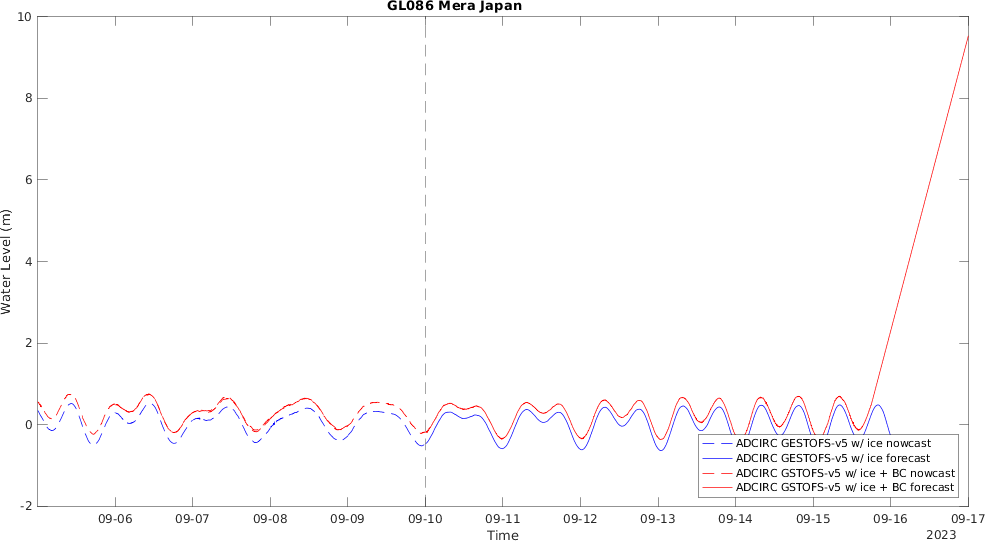 GL086 Mera Japan
10
8
6
4
2
0
-2
Water Level (m)
09-06 09-07 09-08 09-09 09-10 09-11 09-12 09-13 09-14 09-15 09-16 09-17
Time
2023
ADCIRC GESTOFS-v5 w/ ice nowcast
ADCIRC GESTOFS-v5 w/ ice forecast
ADCIRC GSTOFS-v5 w/ ice + BC nowcast
ADCIRC GSTOFS-v5 w/ ice + BC forecast